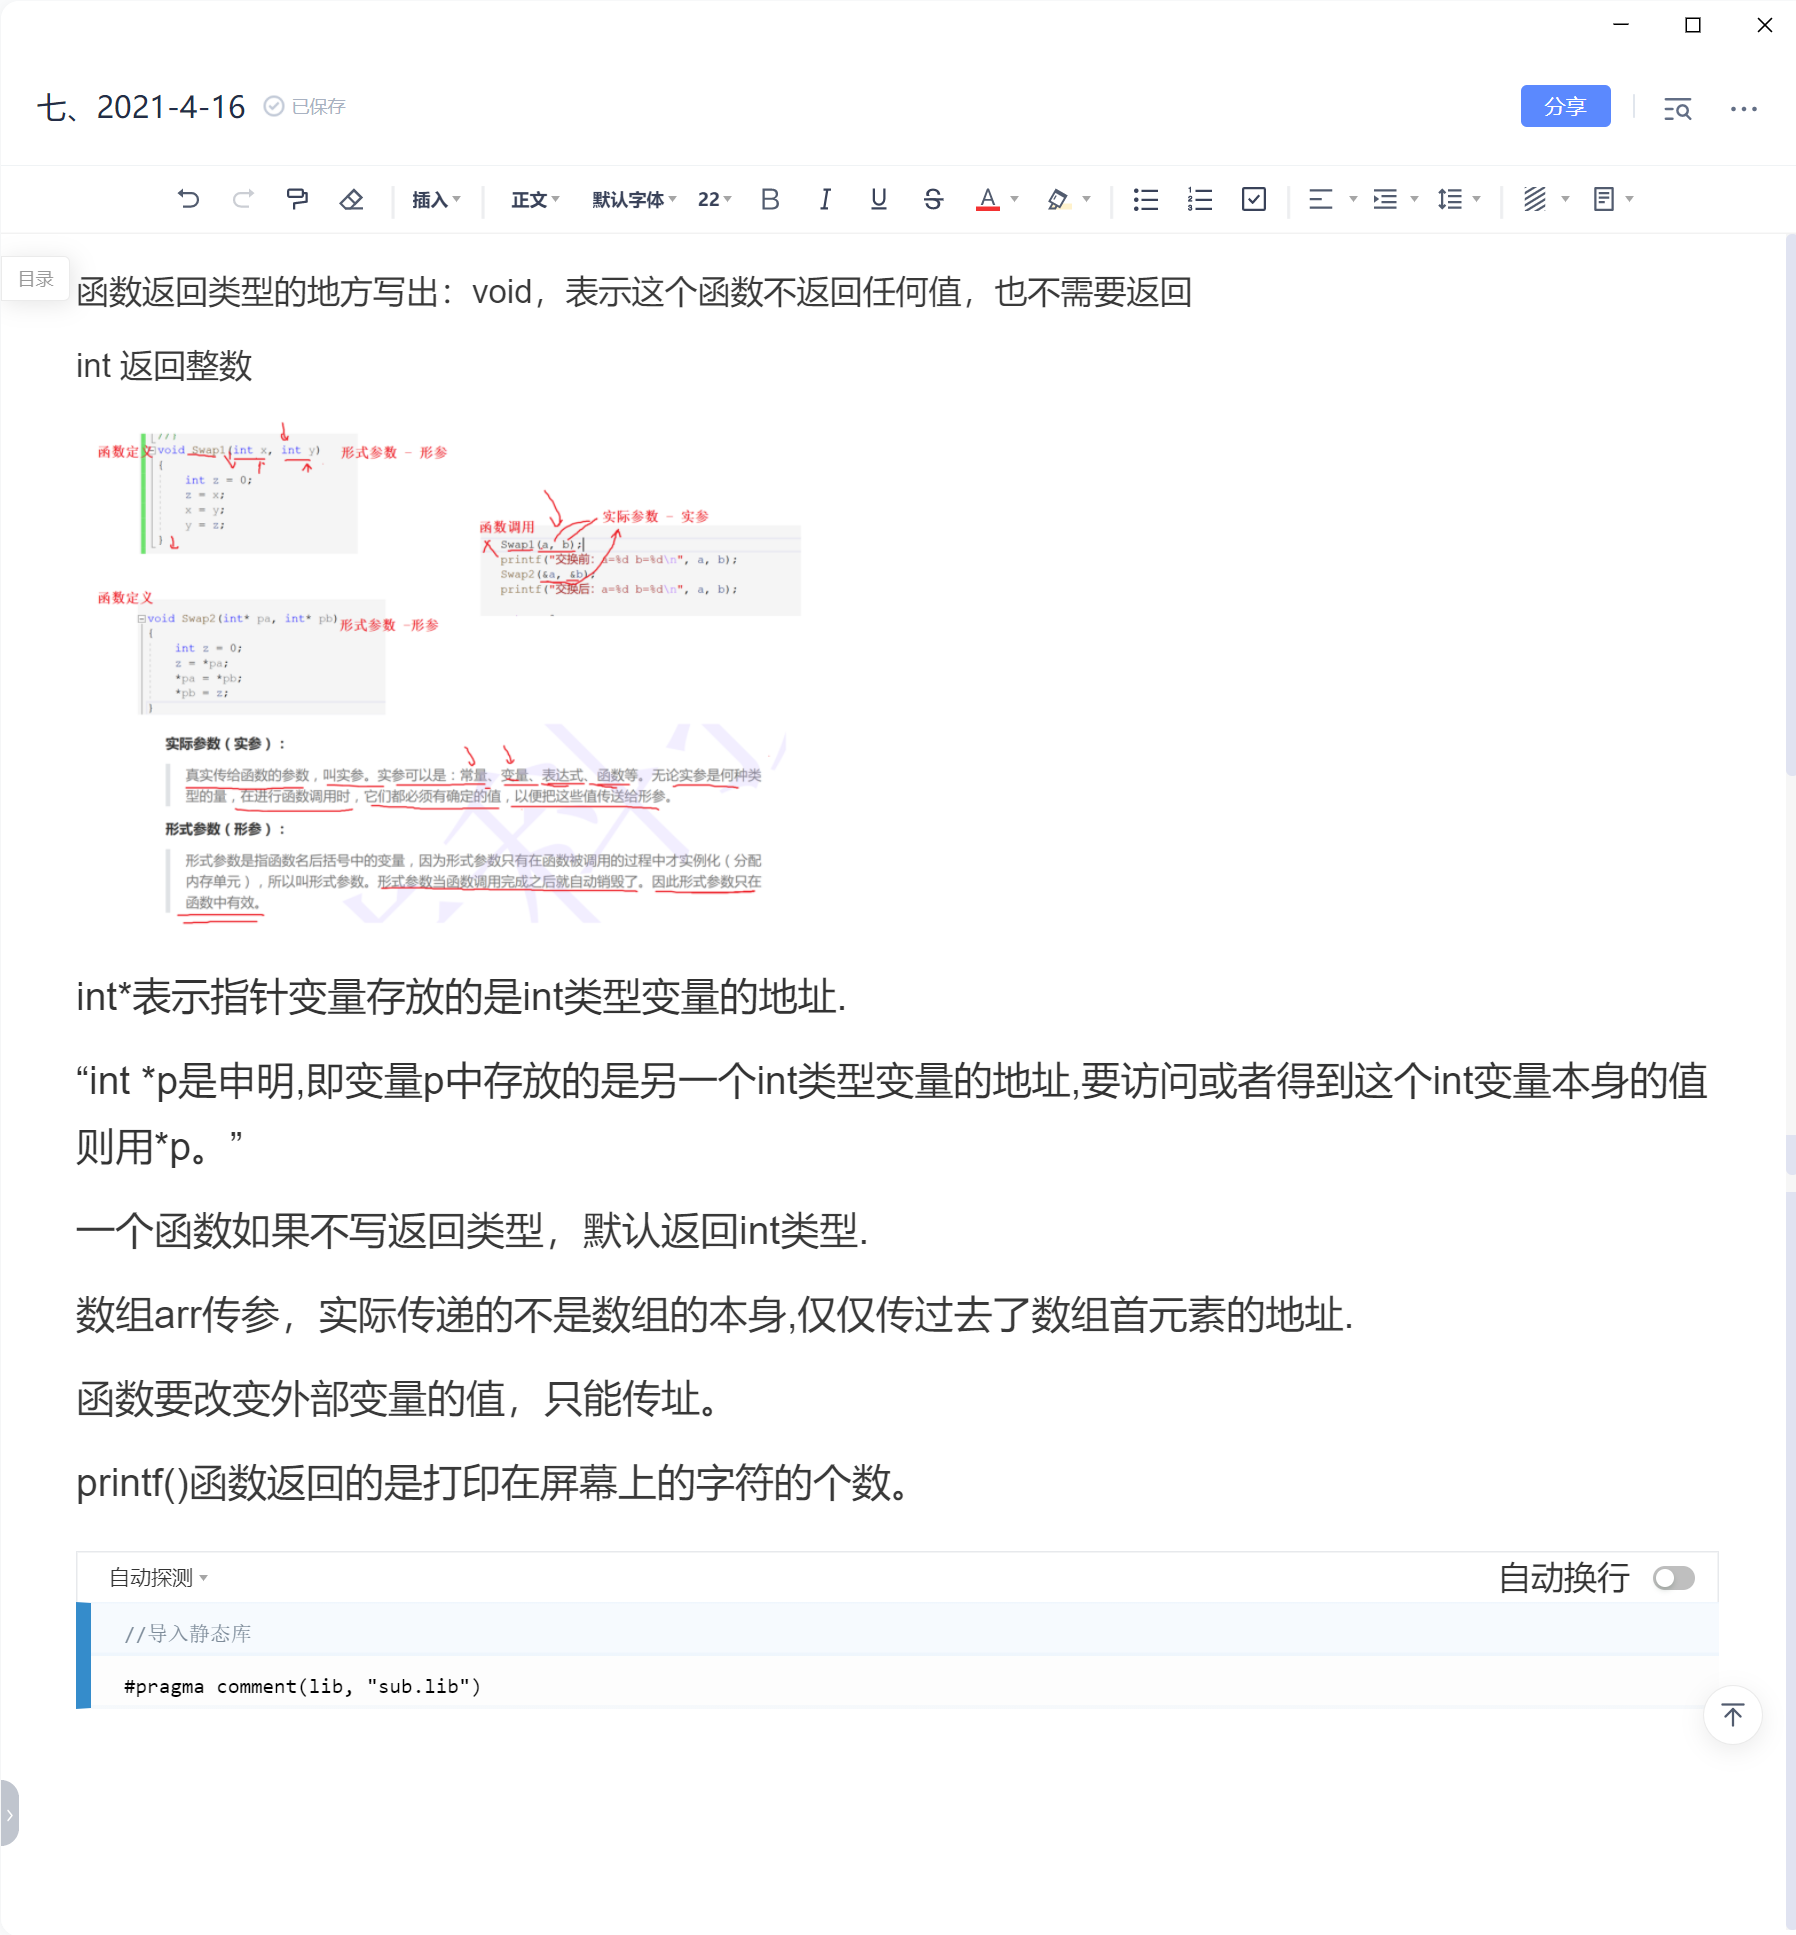 七、2021-4-16 已保存
分享
插入 正文 默认字体 22 B I U S A
目录
函数返回类型的地方写出：void，表示这个函数不返回任何值，也不需要返回
int 返回整数
函数定义
void Swap1(int x, int y) 形式参数 - 形参
{
int z = 0;
z = x;
x = y;
y = z;
}
函数调用 实际参数 - 实参
Swap1(a, b);
printf("交换前：a=%d b=%d\n", a, b);
Swap2(&a, &b);
printf("交换后：a=%d b=%d\n", a, b);
函数定义
void Swap2(int* pa, int* pb) 形式参数 -形参
{
int z = 0;
z = *pa;
*pa = *pb;
*pb = z;
}
实际参数（实参）：
真实传给函数的参数，叫实参。实参可以是：常量、变量、表达式、函数等。无论实参是何种类
型的量，在进行函数调用时，它们都必须有确定的值，以便把这些值传送给形参。
形式参数（形参）：
形式参数是指函数名后括号中的变量，因为形式参数只有在函数被调用的过程中才实例化（分配
内存单元），所以叫形式参数。形式参数当函数调用完成之后就自动销毁了。因此形式参数只在
函数中有效。
int*表示指针变量存放的是int类型变量的地址.
“int *p是申明,即变量p中存放的是另一个int类型变量的地址,要访问或者得到这个int变量本身的值
则用*p。”
一个函数如果不写返回类型，默认返回int类型.
数组arr传参，实际传递的不是数组的本身,仅仅传过去了数组首元素的地址.
函数要改变外部变量的值，只能传址。
printf()函数返回的是打印在屏幕上的字符的个数。
自动探测 自动换行
//导入静态库
#pragma comment(lib, "sub.lib")